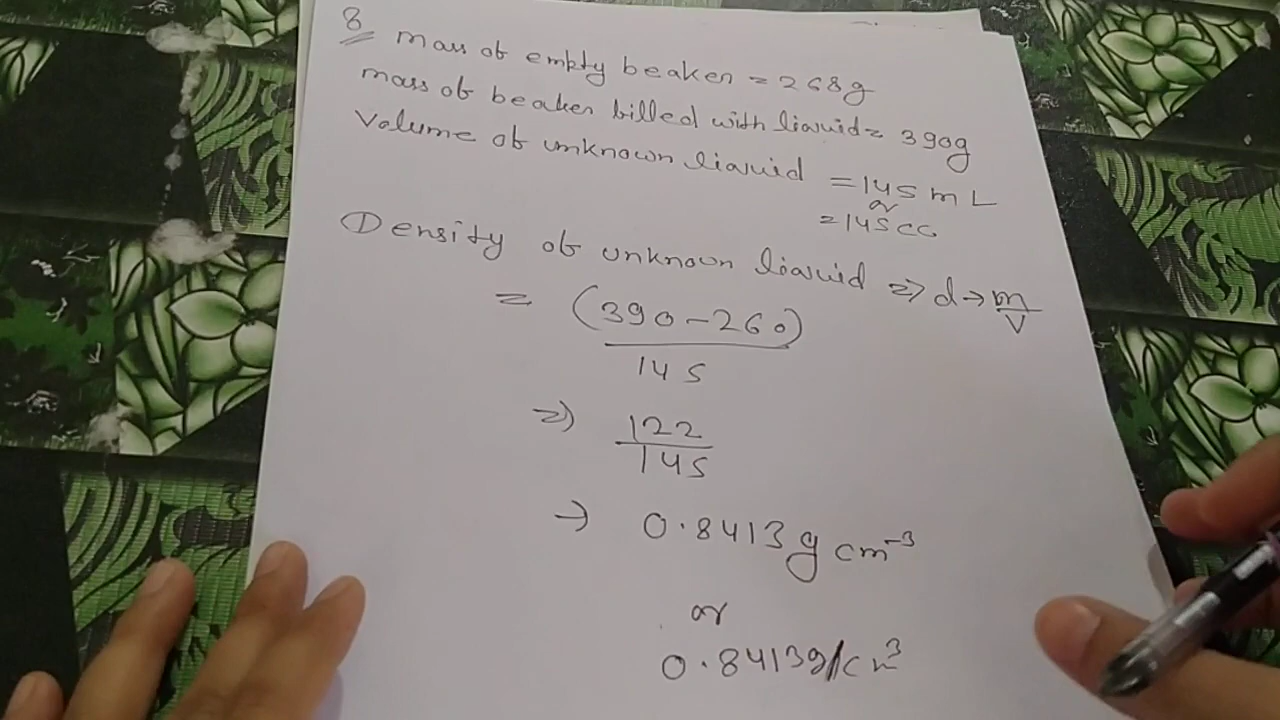 8 Mass of empty beaker = 268g
mass of beaker filled with liquid = 390g
Volume of unknown liquid = 145 mL
or
= 145 cc
Density of unknown liquid => d → m/V
= (390-260)
145
=> 122
145
→ 0.8413 g cm⁻³
or
0.8413g/cm³